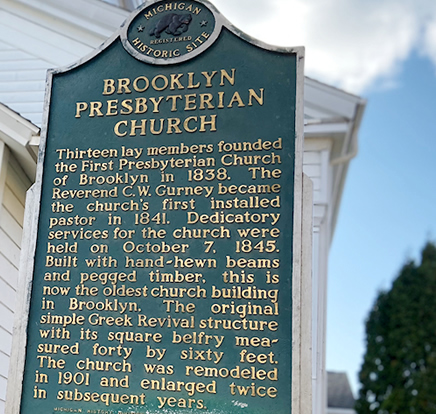 MICHIGAN
REGISTERED
HISTORIC SITE
BROOKLYN
PRESBYTERIAN
CHURCH
Thirteen lay members founded
the First Presbyterian Church
of Brooklyn in 1838. The
Reverend C.W. Gurney became
the church's first installed
pastor in 1841. Dedicatory
services for the church were
held on October 7, 1845.
Built with hand-hewn beams
and pegged timber, this is
now the oldest church building
in Brooklyn. The original
simple Greek Revival structure
with its square belfry mea-
sured forty by sixty feet.
The church was remodeled
in 1901 and enlarged twice
in subsequent years.
MICHIGAN HISTORY